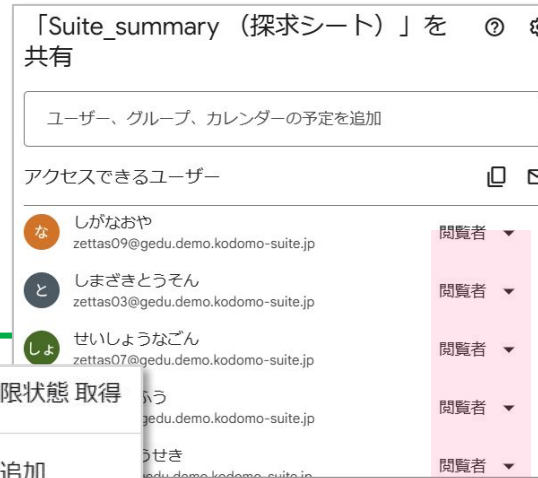 「Suite_summary （探求シート）」を
共有
ユーザー、グループ、カレンダーの予定を追加
アクセスできるユーザー
な
しがなおや
zettas09@gedu.demo.kodomo-suite.jp
閲覧者
と
しまざきとうそん
zettas03@gedu.demo.kodomo-suite.jp
閲覧者
しょ
せいしょうなごん
zettas07@gedu.demo.kodomo-suite.jp
閲覧者
限状態 取得
ふう
gedu.demo.kodomo-suite.jp
閲覧者
追加
うせき
閲覧者